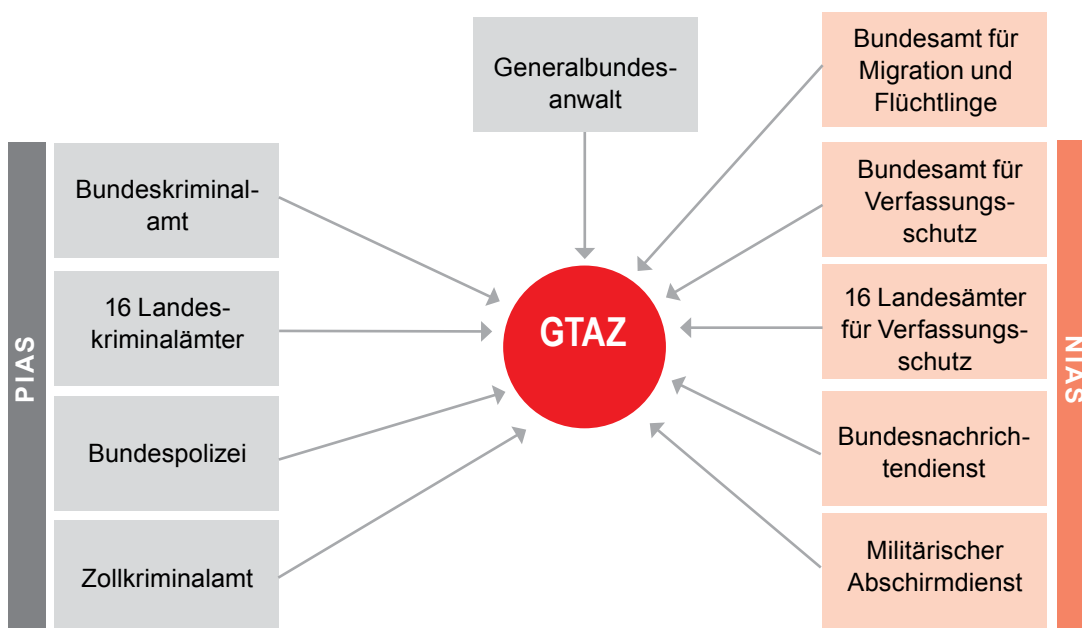 Generalbundes-
anwalt
Bundesamt für
Migration und
Flüchtlinge
PIAS
Bundeskriminal-
amt
16 Landes-
kriminalämter
Bundespolizei
Zollkriminalamt
GTAZ
Bundesamt für
Verfassungs-
schutz
16 Landesämter
für Verfassungs-
schutz
Bundesnachrich-
tendienst
Militärischer
Abschirmdienst
NIAS